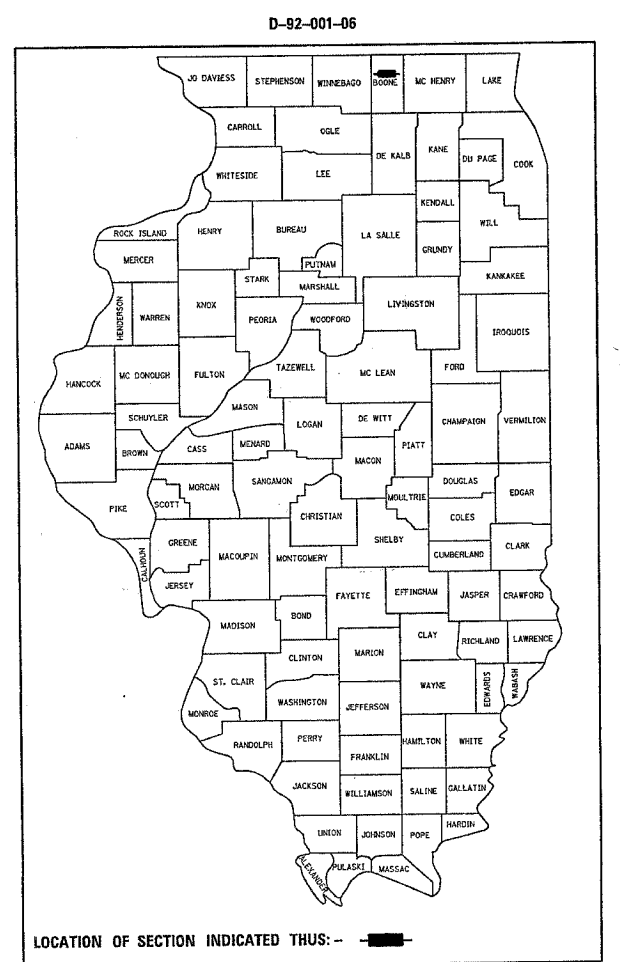 D-92-001-06
JO DAVIESS STEPHENSON WINNEBAGO BOONE MC HENRY LAKE
CARROLL OGLE DE KALB KANE DU PAGE COOK
WHITESIDE LEE
KENDALL WILL
ROCK ISLAND HENRY BUREAU LA SALLE GRUNDY
MERCER PUTNAM KANKAKEE
STARK MARSHALL LIVINGSTON
HENDERSON WARREN KNOX PEORIA WOODFORD IROQUOIS
TAZEWELL MC LEAN FORD
HANCOCK MC DONOUGH FULTON
MASON LOGAN DE WITT CHAMPAIGN VERMILION
SCHUYLER
ADAMS BROWN CASS MENARD MACON PIATT
MORGAN SANGAMON DOUGLAS EDGAR
PIKE SCOTT CHRISTIAN MOULTRIE COLES
GREENE MACOUPIN MONTGOMERY SHELBY CUMBERLAND CLARK
CALHOUN JERSEY FAYETTE EFFINGHAM JASPER CRAWFORD
MADISON BOND
CLAY RICHLAND LAWRENCE
CLINTON MARION
ST. CLAIR WAYNE EDWARDS WABASH
WASHINGTON JEFFERSON
MONROE
RANDOLPH PERRY HAMILTON WHITE
FRANKLIN
JACKSON WILLIAMSON SALINE GALLATIN
UNION JOHNSON POPE HARDIN
ALEXANDER PULASKI MASSAC
LOCATION OF SECTION INDICATED THUS: -